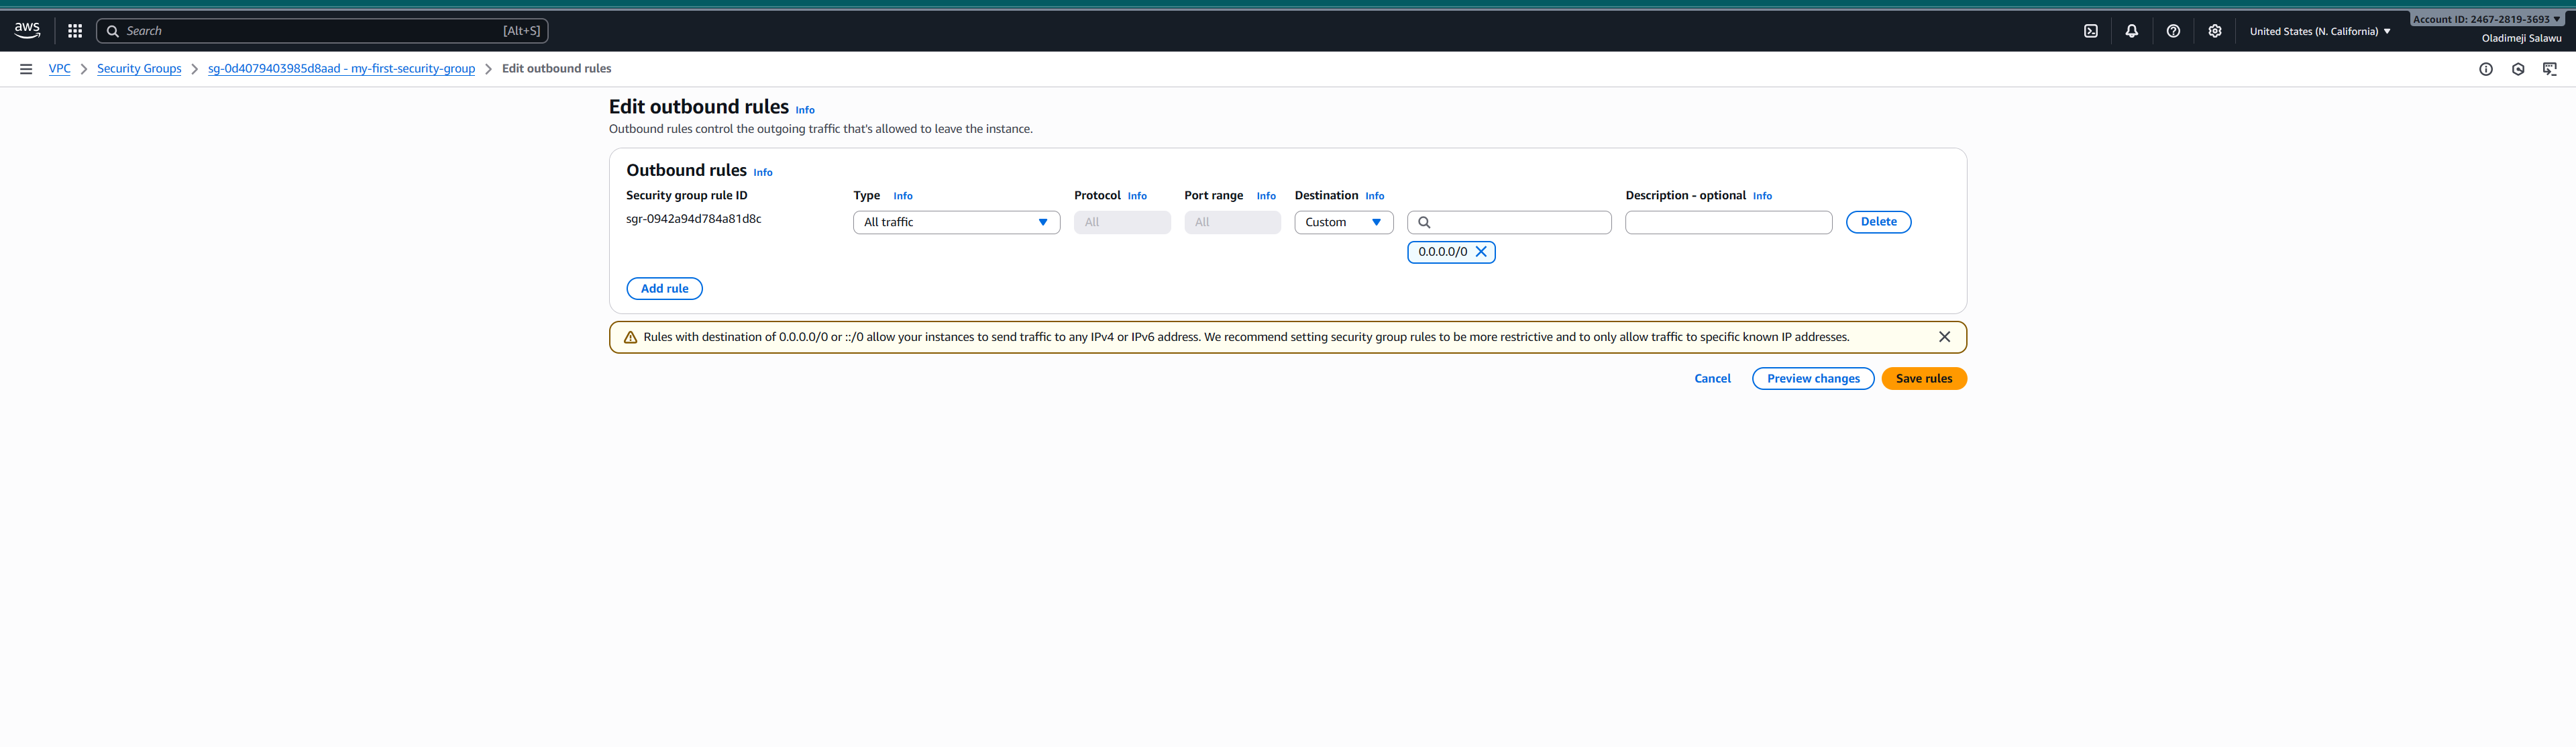 aws Search [Alt+S] United States (N. California) Account ID: 2467-2819-3693
Oladimeji Salawu
VPC Security Groups sg-0d4079403985d8aad - my-first-security-group Edit outbound rules
Edit outbound rules Info
Outbound rules control the outgoing traffic that's allowed to leave the instance.
Outbound rules Info
Security group rule ID Type Info Protocol Info Port range Info Destination Info Description - optional Info
sgr-0942a94d784a81d8c All traffic All All Custom Delete
0.0.0.0/0
Add rule
Rules with destination of 0.0.0.0/0 or ::/0 allow your instances to send traffic to any IPv4 or IPv6 address. We recommend setting security group rules to be more restrictive and to only allow traffic to specific known IP addresses.
Cancel Preview changes Save rules